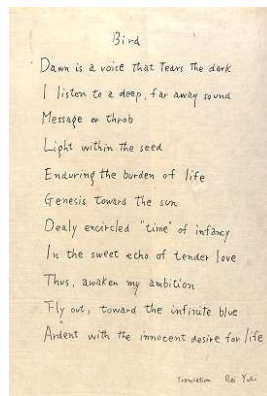 Bird
Dawn is a voice that Tears the dark
I listen to a deep, far away sound
Message or throb
Light within the seed
Enduring the burden of life
Genesis toward the sun
Dealy encircled "time" of infancy
In the sweet echo of tender love
Thus, awaken my ambition
Fly out, toward the infinite blue
Ardent with the innocent desire for life
Translation Rei Yuki